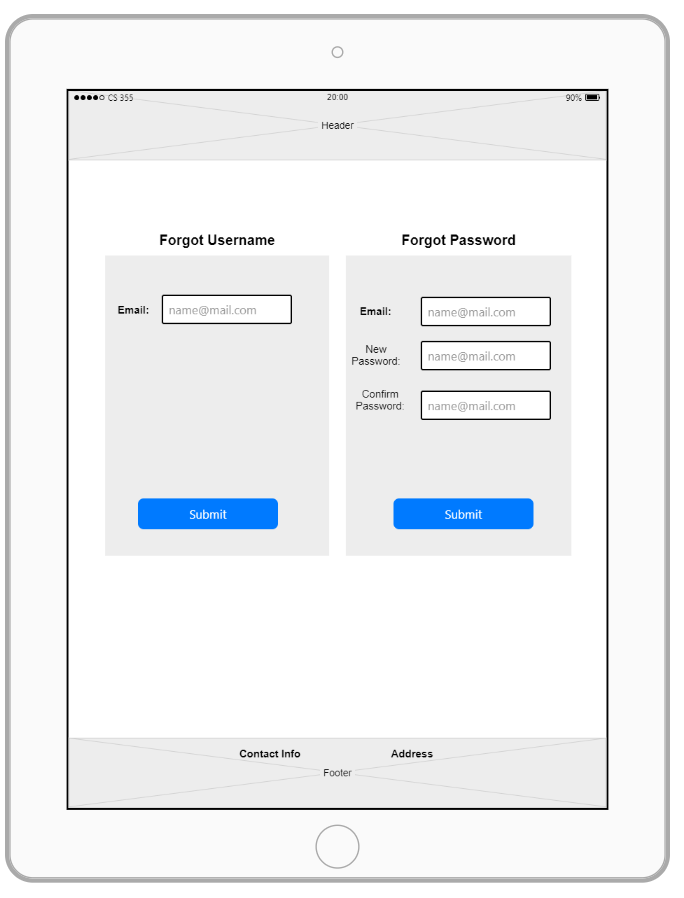 CS 355
20:00
90%
Header
Forgot Username
Forgot Password
Email:
name@mail.com
Submit
Email:
name@mail.com
New
Password:
name@mail.com
Confirm
Password:
name@mail.com
Submit
Contact Info
Address
Footer